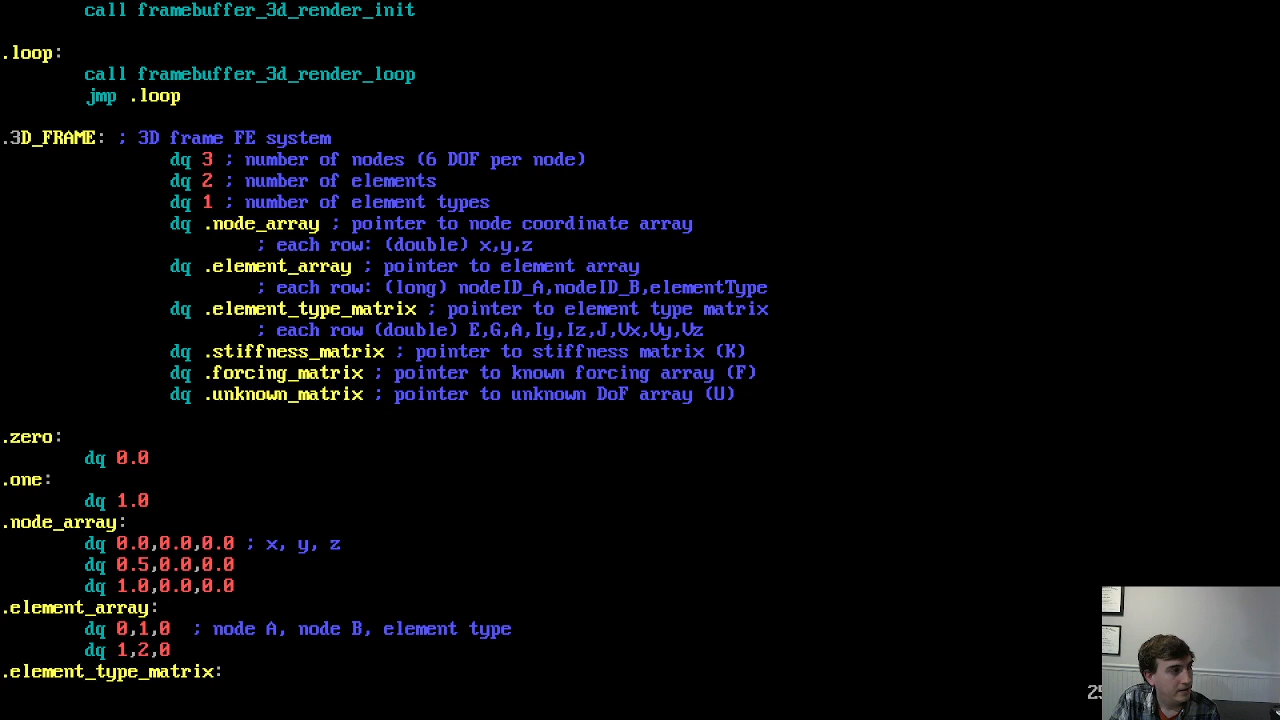 call framebuffer_3d_render_init
.loop:
call framebuffer_3d_render_loop
jmp .loop
.3D_FRAME: ; 3D frame FE system
dq 3 ; number of nodes (6 DOF per node)
dq 2 ; number of elements
dq 1 ; number of element types
dq .node_array ; pointer to node coordinate array
; each row: (double) x,y,z
dq .element_array ; pointer to element array
; each row: (long) nodeID_A,nodeID_B,elementType
dq .element_type_matrix ; pointer to element type matrix
; each row (double) E,G,A,Iy,Iz,J,Vx,Vy,Vz
dq .stiffness_matrix ; pointer to stiffness matrix (K)
dq .forcing_matrix ; pointer to known forcing array (F)
dq .unknown_matrix ; pointer to unknown DoF array (U)
.zero:
dq 0.0
.one:
dq 1.0
.node_array:
dq 0.0,0.0,0.0 ; x, y, z
dq 0.5,0.0,0.0
dq 1.0,0.0,0.0
.element_array:
dq 0,1,0 ; node A, node B, element type
dq 1,2,0
.element_type_matrix: